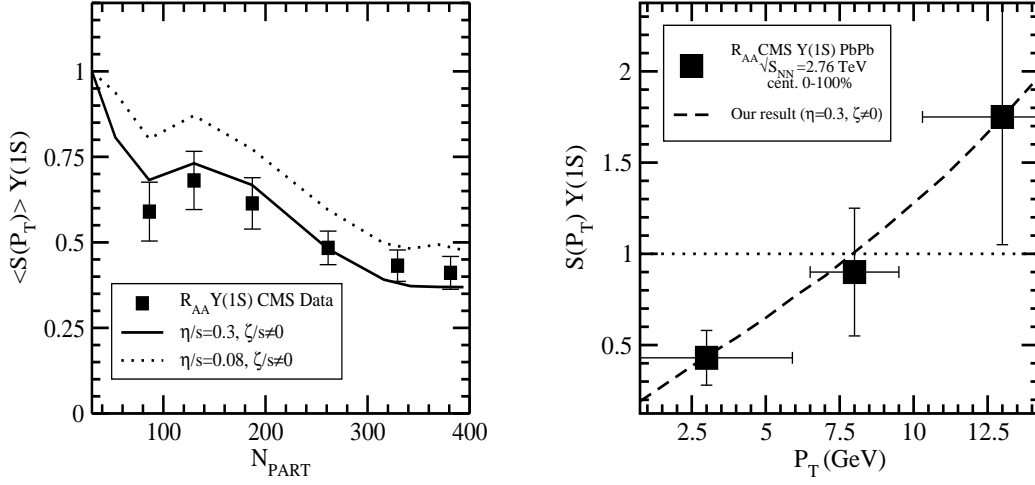 <S(P_T)> Y(1S)
1
0.75
0.5
0.25
0
100
200
300
400
N_PART
R_AA Y(1S) CMS Data
η/s=0.3, ζ/s≠0
η/s=0.08, ζ/s≠0
S(P_T) Y(1S)
2
1.5
1
0.5
2.5
5
7.5
10
12.5
P_T (GeV)
R_AA CMS Y(1S) PbPb
√S_NN=2.76 TeV
cent. 0-100%
Our result (η=0.3, ζ≠0)